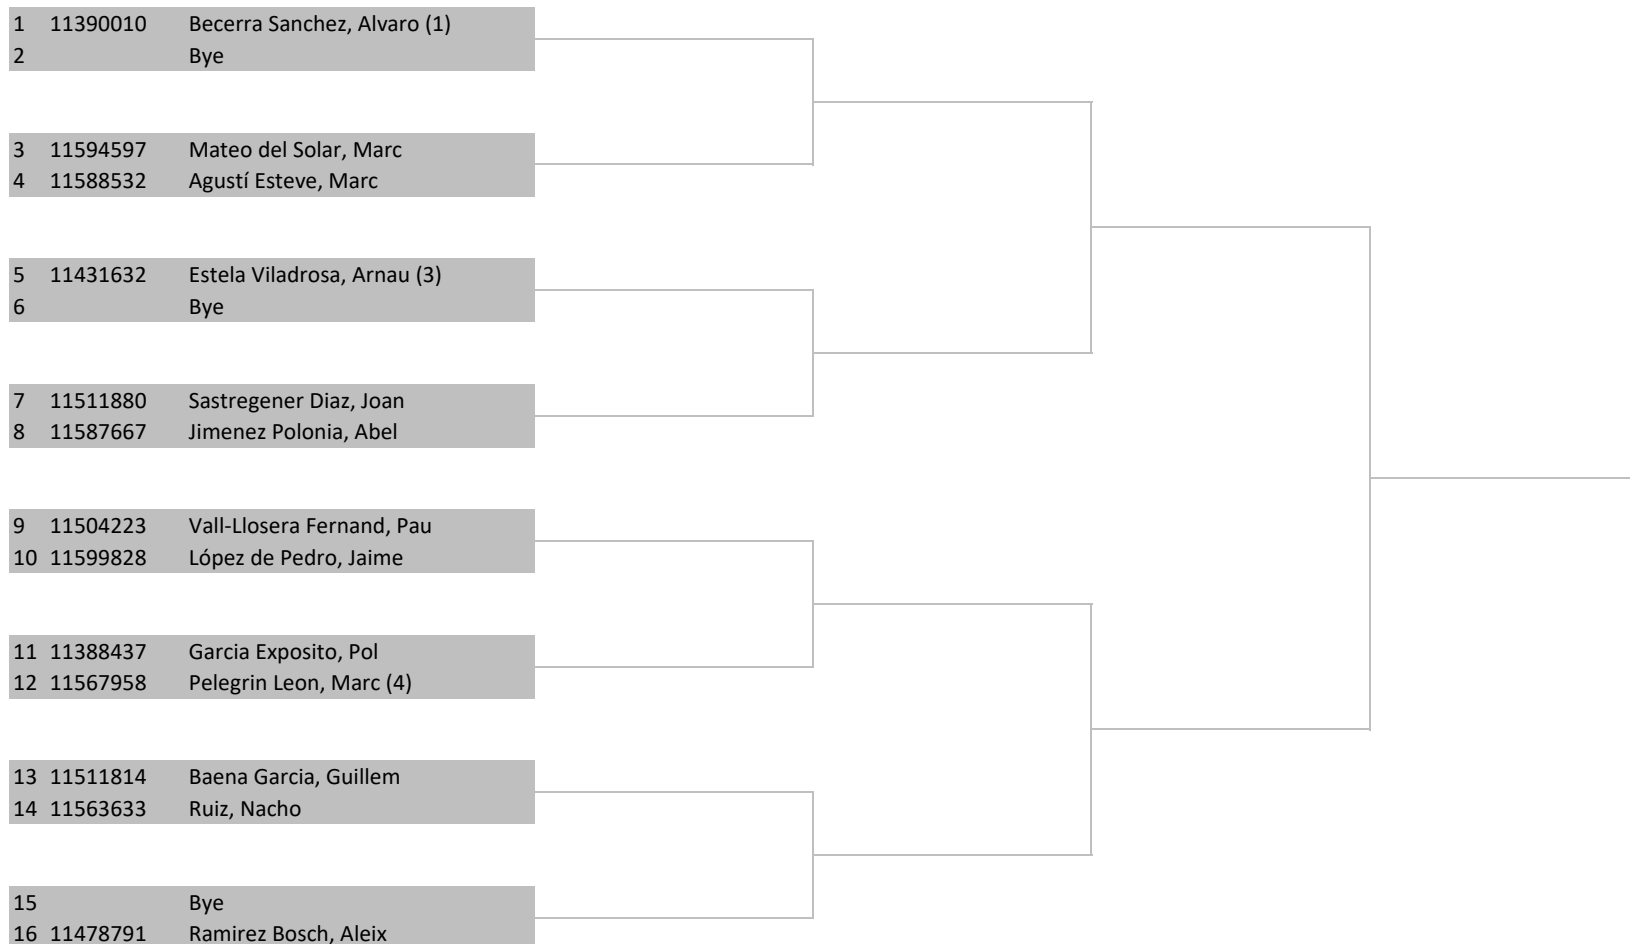 1 11390010 Becerra Sanchez, Alvaro (1)
2 Bye
3 11594597 Mateo del Solar, Marc
4 11588532 Agustí Esteve, Marc
5 11431632 Estela Viladrosa, Arnau (3)
6 Bye
7 11511880 Sastregener Diaz, Joan
8 11587667 Jimenez Polonia, Abel
9 11504223 Vall-Llosera Fernand, Pau
10 11599828 López de Pedro, Jaime
11 11388437 Garcia Exposito, Pol
12 11567958 Pelegrin Leon, Marc (4)
13 11511814 Baena Garcia, Guillem
14 11563633 Ruiz, Nacho
15 Bye
16 11478791 Ramirez Bosch, Aleix